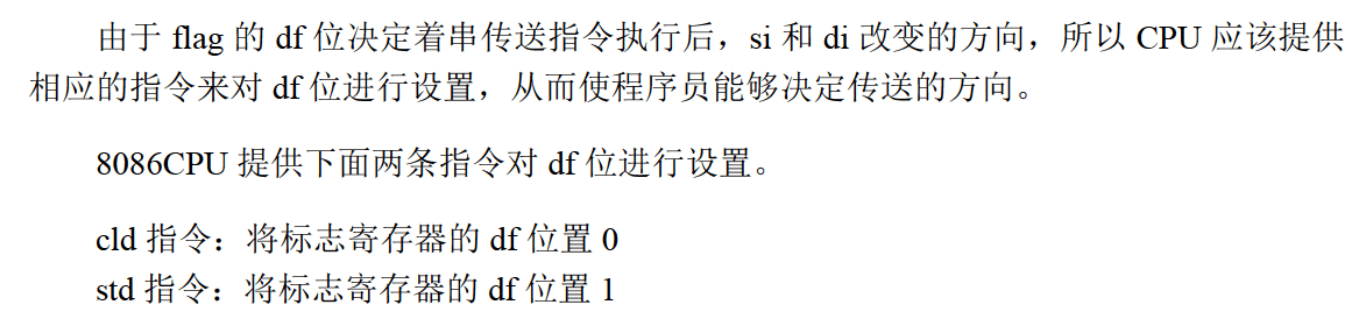 由于 flag 的 df 位决定着串传送指令执行后，si 和 di 改变的方向，所以 CPU 应该提供
相应的指令来对 df 位进行设置，从而使程序员能够决定传送的方向。
8086CPU 提供下面两条指令对 df 位进行设置。
cld 指令：将标志寄存器的 df 位置 0
std 指令：将标志寄存器的 df 位置 1